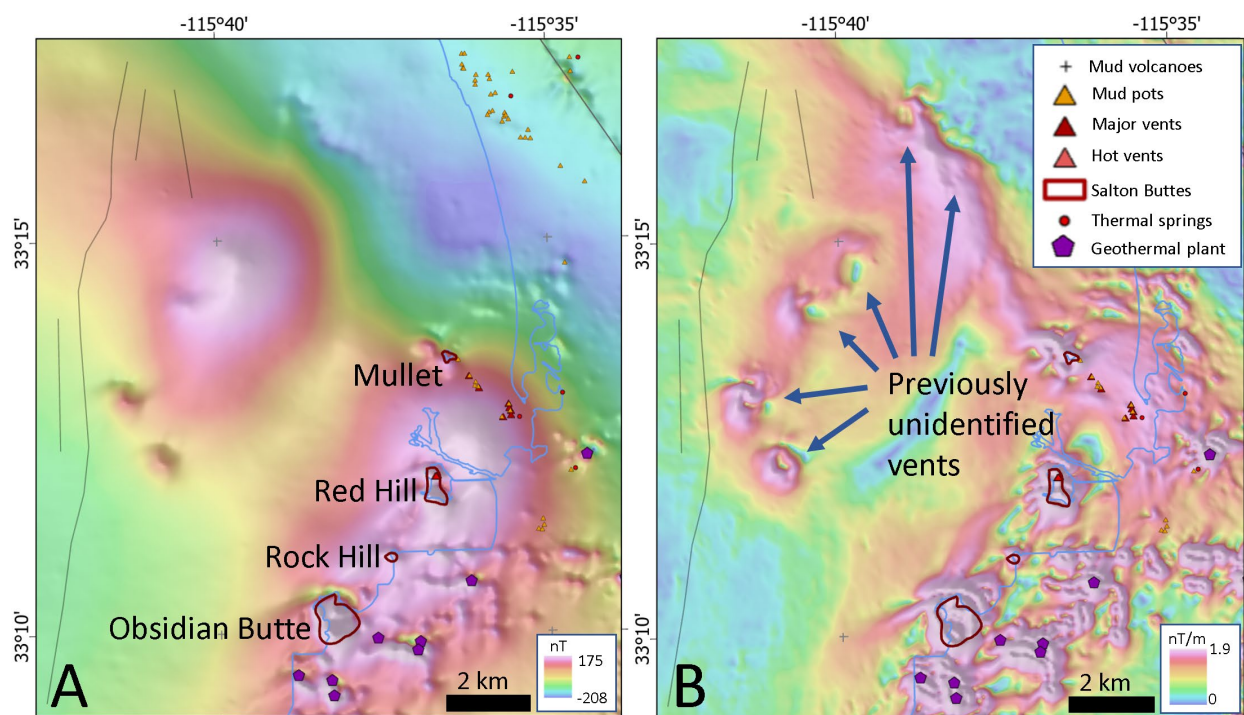 -115°40'
-115°35'
-115°40'
-115°35'
33°15'
33°10'
33°15'
33°10'
Mullet
Red Hill
Rock Hill
Obsidian Butte
A
2 km
nT
175
-208
Mud volcanoes
Mud pots
Major vents
Hot vents
Salton Buttes
Thermal springs
Geothermal plant
Previously
unidentified
vents
B
2 km
nT/m
1.9
0